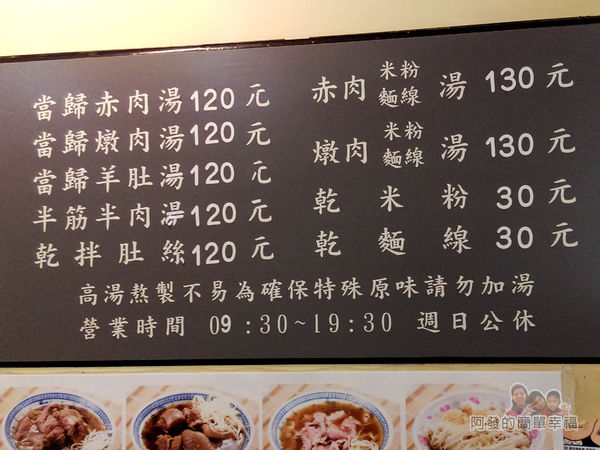 當歸赤肉湯120元
當歸燉肉湯120元
當歸羊肚湯120元
半筋半肉湯120元
乾拌肚絲120元
赤肉 米粉 麵線 湯 130元
燉肉 米粉 麵線 湯 130元
乾米粉 30元
乾麵線 30元
高湯熬製不易為確保特殊原味請勿加湯
營業時間 09:30~19:30 週日公休
阿發的簡單幸福